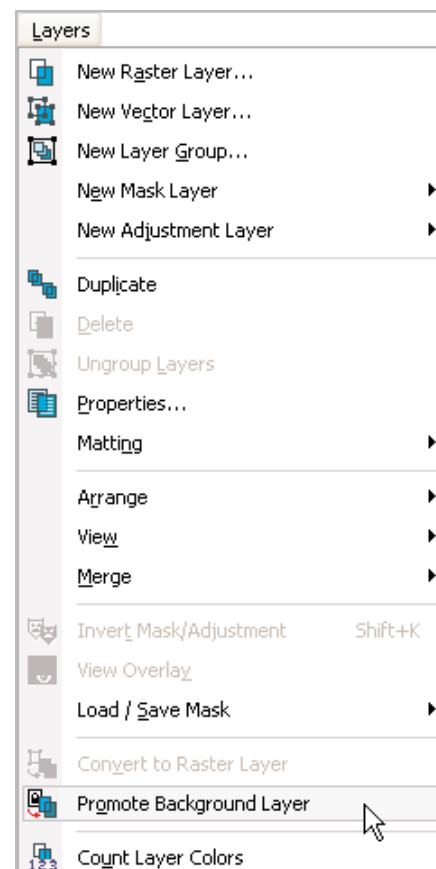 Layers
New Raster Layer...
New Vector Layer...
New Layer Group...
New Mask Layer
New Adjustment Layer
Duplicate
Delete
Ungroup Layers
Properties...
Matting
Arrange
View
Merge
Invert Mask/Adjustment Shift+K
View Overlay
Load / Save Mask
Convert to Raster Layer
Promote Background Layer
123 Count Layer Colors